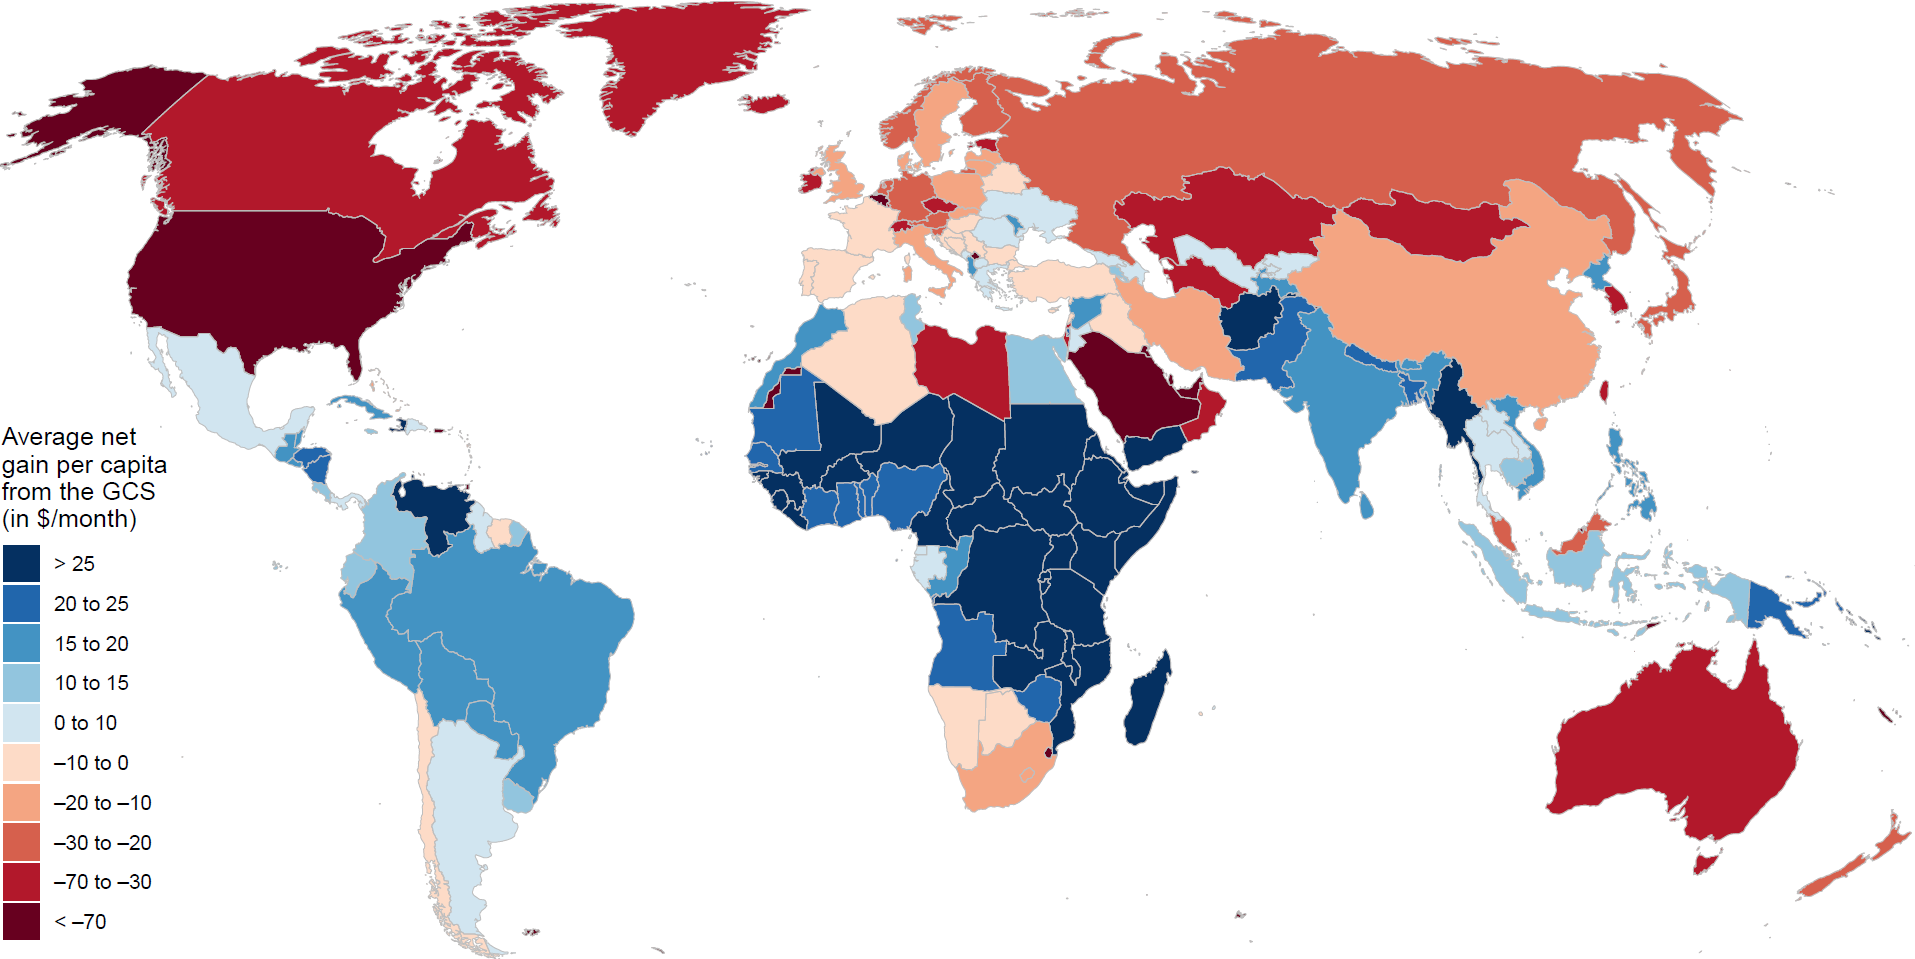 Average net
gain per capita
from the GCS
(in $/month)
> 25
20 to 25
15 to 20
10 to 15
0 to 10
–10 to 0
–20 to –10
–30 to –20
–70 to –30
< –70